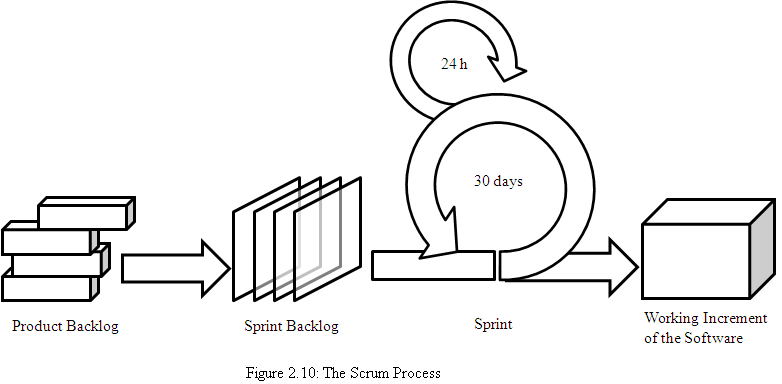 24 h
30 days
Product Backlog
Sprint Backlog
Sprint
Working Increment
of the Software
Figure 2.10: The Scrum Process